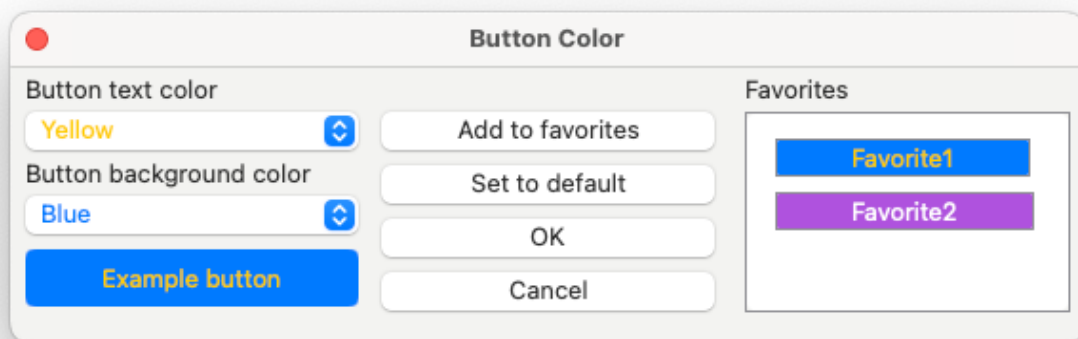 Button Color
Button text color
Yellow
Button background color
Blue
Example button
Add to favorites
Set to default
OK
Cancel
Favorites
Favorite1
Favorite2